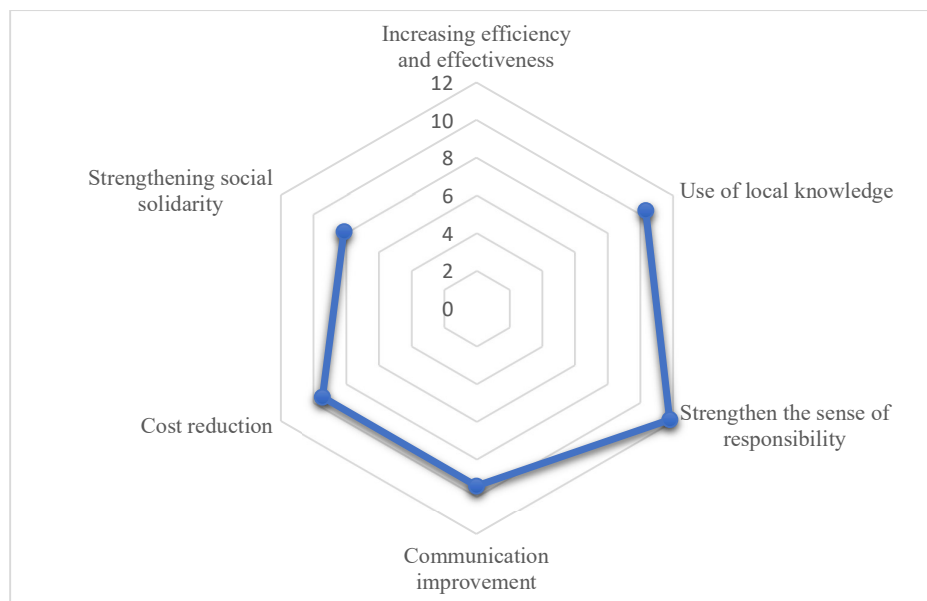 Increasing efficiency
and effectiveness
12
10
8
6
4
2
0
Strengthening social
solidarity
Use of local knowledge
Cost reduction
Strengthen the sense of
responsibility
Communication
improvement